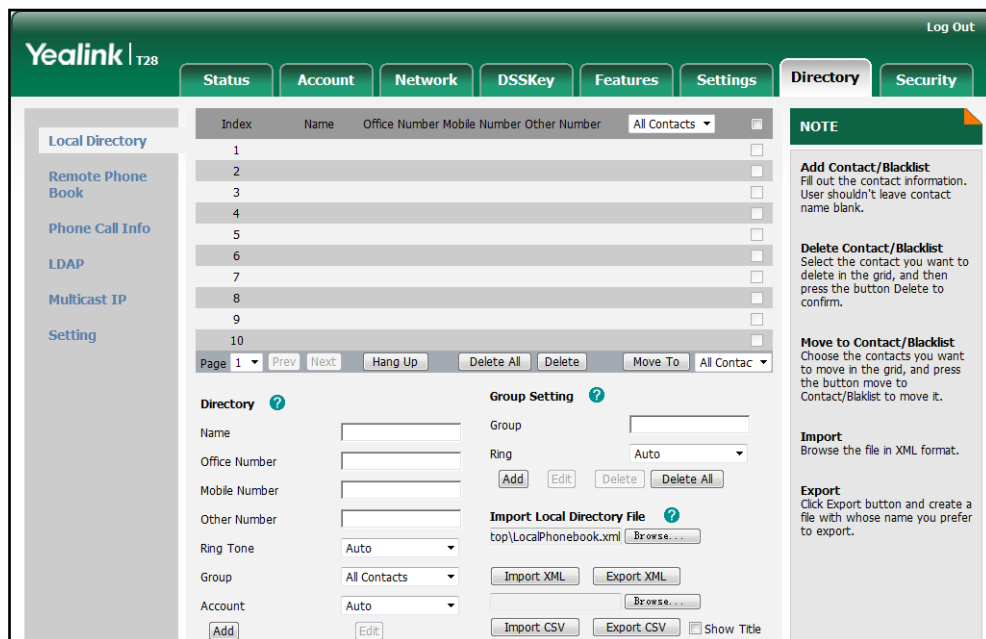 Log Out
Yealink | T28
Status Account Network DSSKey Features Settings Directory Security
Local Directory
Remote Phone
Book
Phone Call Info
LDAP
Multicast IP
Setting
Index Name Office Number Mobile Number Other Number All Contacts
1
2
3
4
5
6
7
8
9
10
Page 1 Prev Next Hang Up Delete All Delete Move To All Contac
Directory ?
Name
Office Number
Mobile Number
Other Number
Ring Tone Auto
Group All Contacts
Account Auto
Add Edit
Group Setting ?
Group
Ring Auto
Add Edit Delete Delete All
Import Local Directory File ?
top\LocalPhonebook.xml Browse...
Import XML Export XML
Browse...
Import CSV Export CSV Show Title
NOTE
Add Contact/Blacklist
Fill out the contact information.
User shouldn't leave contact
name blank.
Delete Contact/Blacklist
Select the contact you want to
delete in the grid, and then
press the button Delete to
confirm.
Move to Contact/Blacklist
Choose the contacts you want
to move in the grid, and press
the button move to
Contact/Blaklist to move it.
Import
Browse the file in XML format.
Export
Click Export button and create a
file with whose name you prefer
to export.